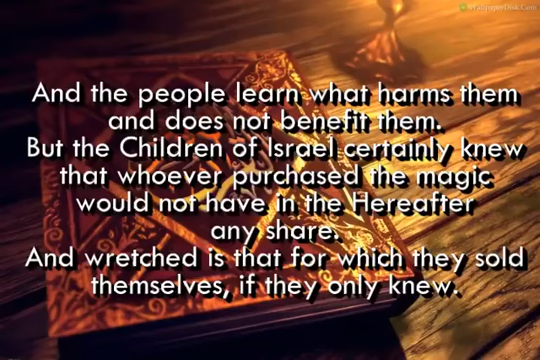 And the people learn what harms them
and does not benefit them.
But the Children of Israel certainly knew
that whoever purchased the magic
would not have in the Hereafter
any share.
And wretched is that for which they sold
themselves, if they only knew.